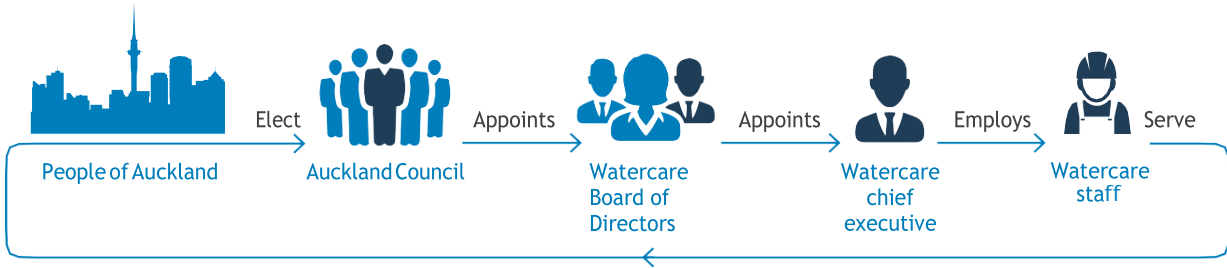 Elect
Appoints
Appoints
Employs
Serve
People of Auckland
Auckland Council
Watercare
Board of
Directors
Watercare
chief
executive
Watercare
staff